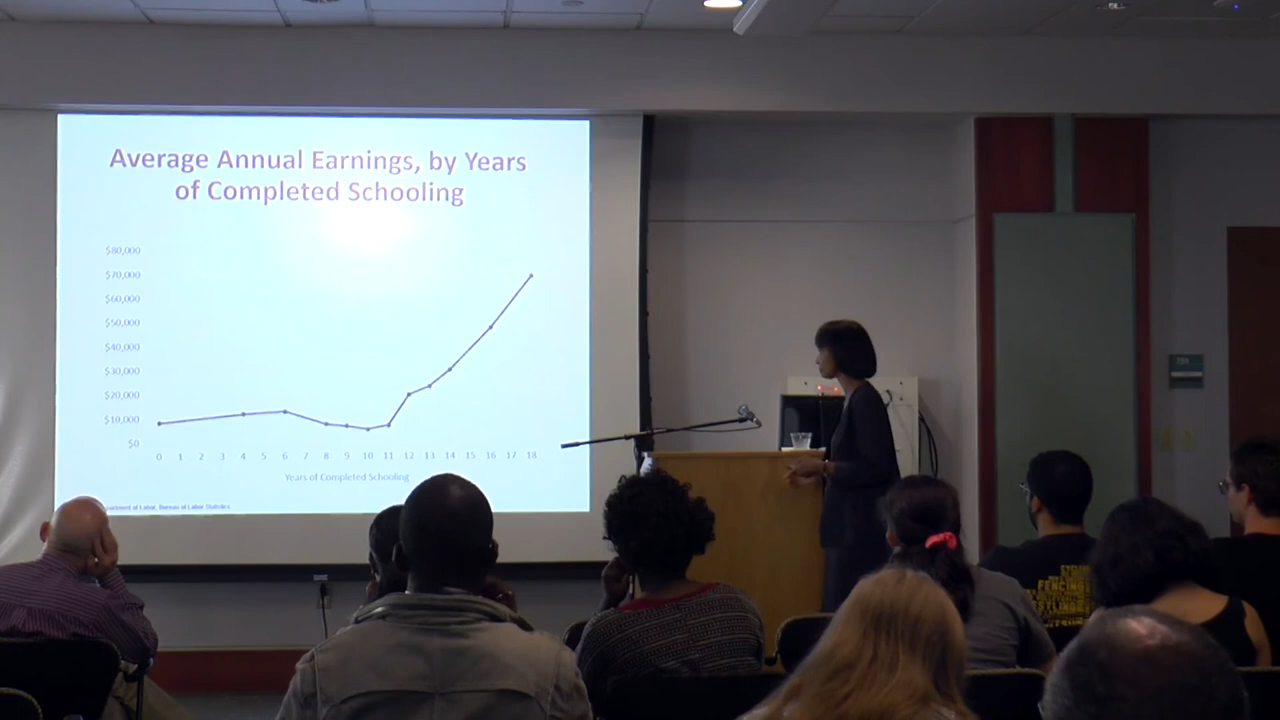 Average Annual Earnings, by Years
of Completed Schooling
$80,000
$70,000
$60,000
$50,000
$40,000
$30,000
$20,000
$10,000
$0
0 1 2 3 4 5 6 7 8 9 10 11 12 13 14 15 16 17 18
Years of Completed Schooling
of Labor, Bureau of Labor Statistics
FENCING